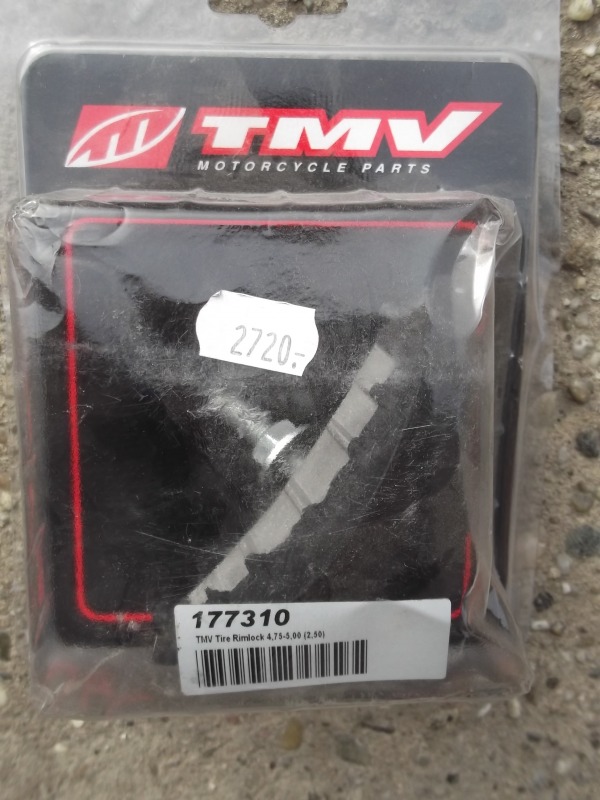 TMV
MOTORCYCLE PARTS
2720.-
177310
TMV Tire Rimlock 4,75-5,00 (2,50)